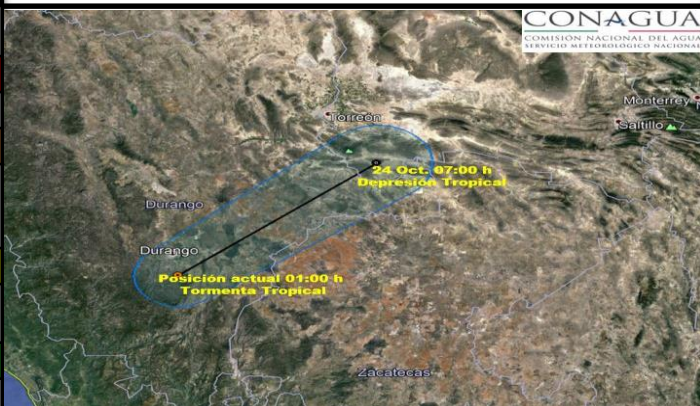 CONAGUA
COMISIÓN NACIONAL DEL AGUA
SERVICIO METEOROLÓGICO NACIONAL
Monterrey
Torreón
Saltillo
24 Oct. 07:00 h
Depresión Tropical
Durango
Durango
Posición actual 01:00 h
Tormenta Tropical
Zacatecas